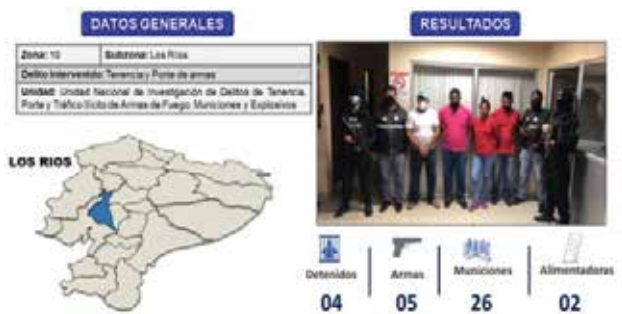 DATOS GENERALES
Zona: 10 Subzona: Los Ríos
Delito intervenido: Tenencia y Porte de armas
Unidad: Unidad Nacional de Investigación de Delitos de Tenencia,
Porte y Tráfico Ilícito de Armas de Fuego, Municiones y Explosivos
LOS RIOS
RESULTADOS
Detenidos Armas Municiones Alimentadoras
04 05 26 02